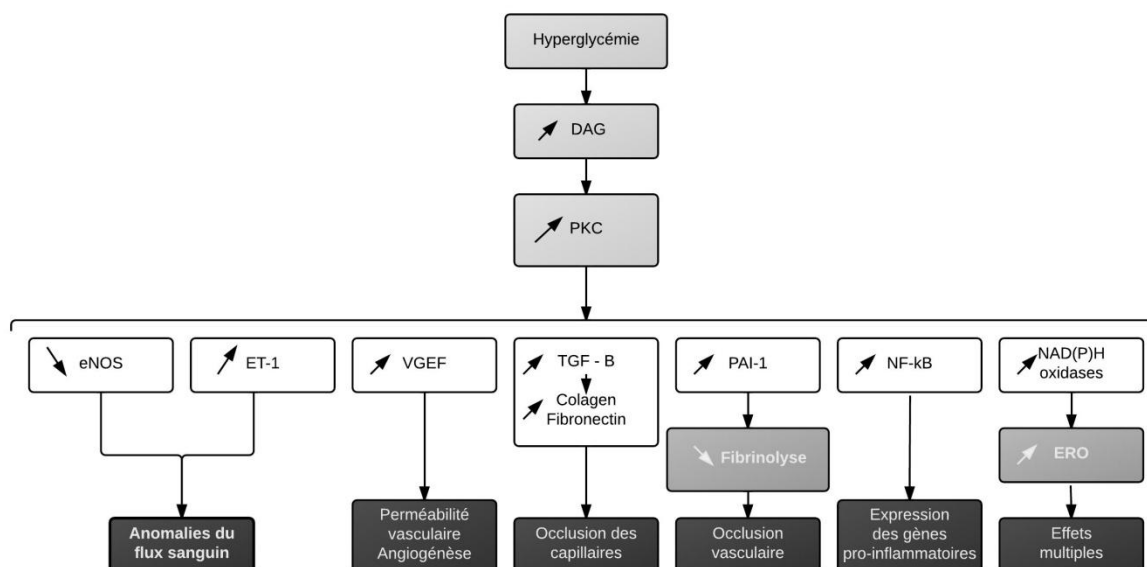 Hyperglycémie
DAG
PKC
eNOS
ET-1
VGEF
TGF - B
Colagen
Fibronectin
PAI-1
NF-kB
NAD(P)H
oxidases
Fibrinolyse
ERO
Anomalies du
flux sanguin
Perméabilité
vasculaire
Angiogénèse
Occlusion des
capillaires
Occlusion
vasculaire
Expression
des gènes
pro-inflammatoires
Effets
multiples